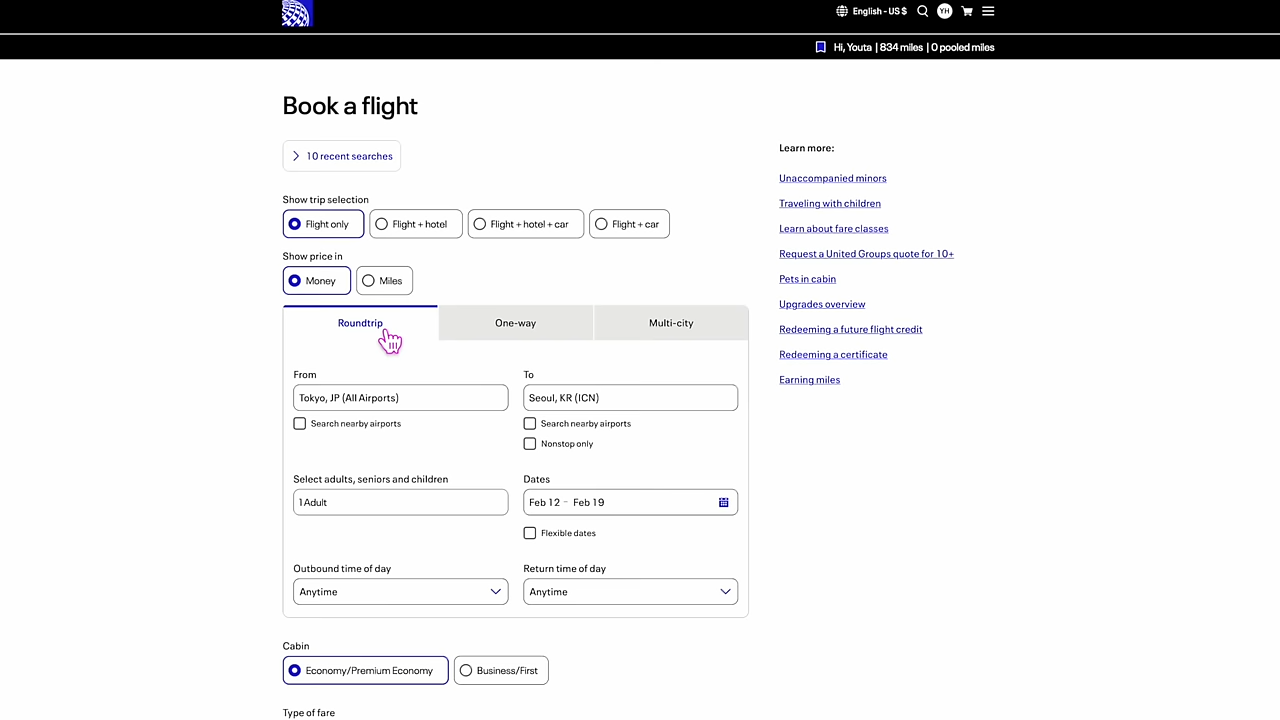 English - US $
YH
Hi, Youta | 834 miles | 0 pooled miles
Book a flight
10 recent searches
Show trip selection
Flight only
Flight + hotel
Flight + hotel + car
Flight + car
Show price in
Money
Miles
Roundtrip
One-way
Multi-city
From
To
Tokyo, JP (All Airports)
Seoul, KR (ICN)
Search nearby airports
Search nearby airports
Nonstop only
Select adults, seniors and children
Dates
1 Adult
Feb 12 – Feb 19
Flexible dates
Outbound time of day
Return time of day
Anytime
Anytime
Cabin
Economy/Premium Economy
Business/First
Type of fare
Learn more:
Unaccompanied minors
Traveling with children
Learn about fare classes
Request a United Groups quote for 10+
Pets in cabin
Upgrades overview
Redeeming a future flight credit
Redeeming a certificate
Earning miles